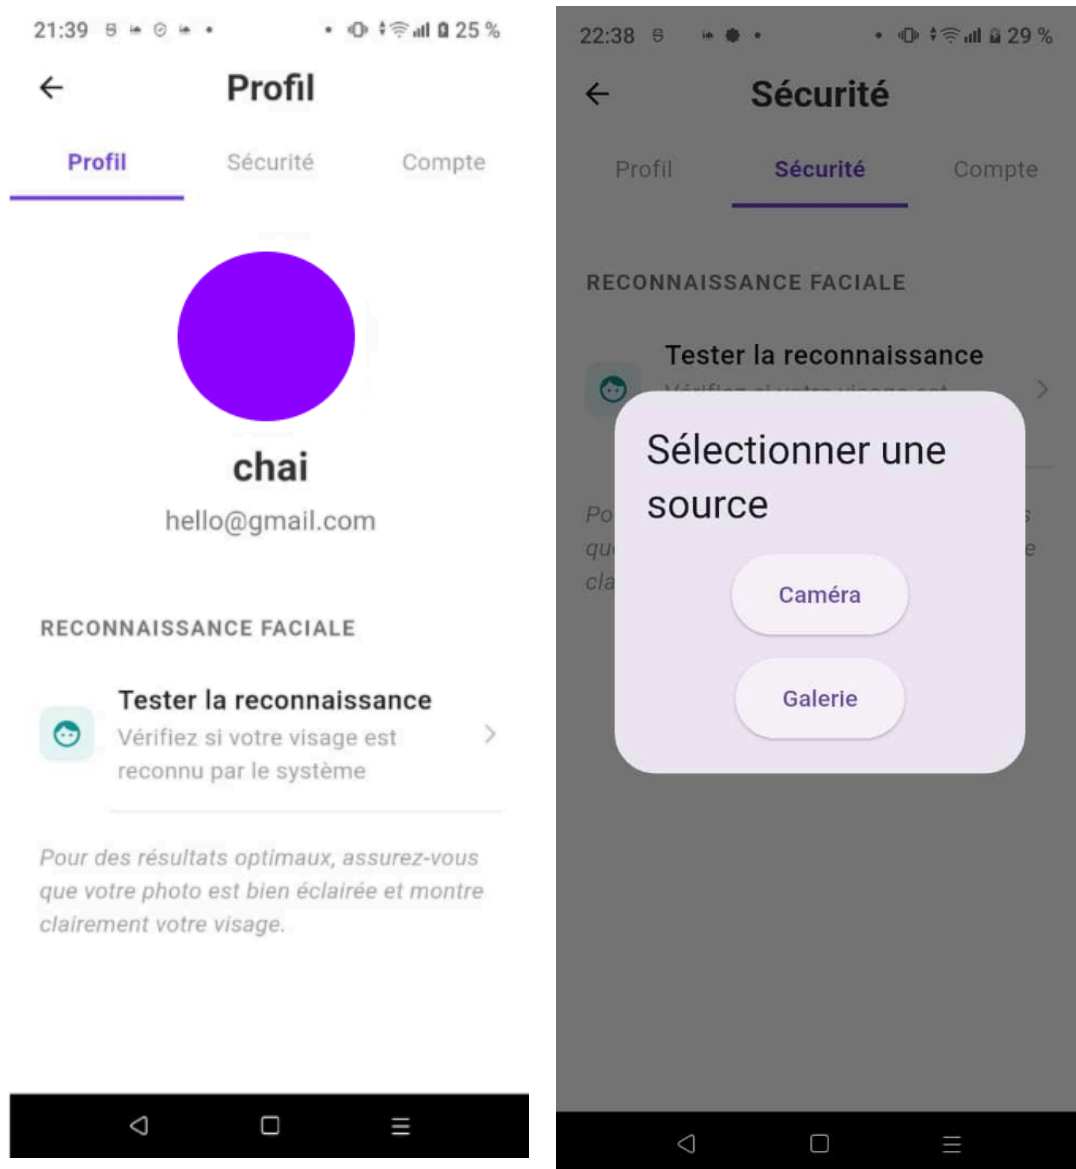 21:39
25 %
Profil
Profil Sécurité Compte
chai
hello@gmail.com
RECONNAISSANCE FACIALE
Tester la reconnaissance
Vérifiez si votre visage est
reconnu par le système
Pour des résultats optimaux, assurez-vous
que votre photo est bien éclairée et montre
clairement votre visage.
22:38
29 %
Sécurité
Profil Sécurité Compte
RECONNAISSANCE FACIALE
Tester la reconnaissance
Sélectionner une
source
Caméra
Galerie